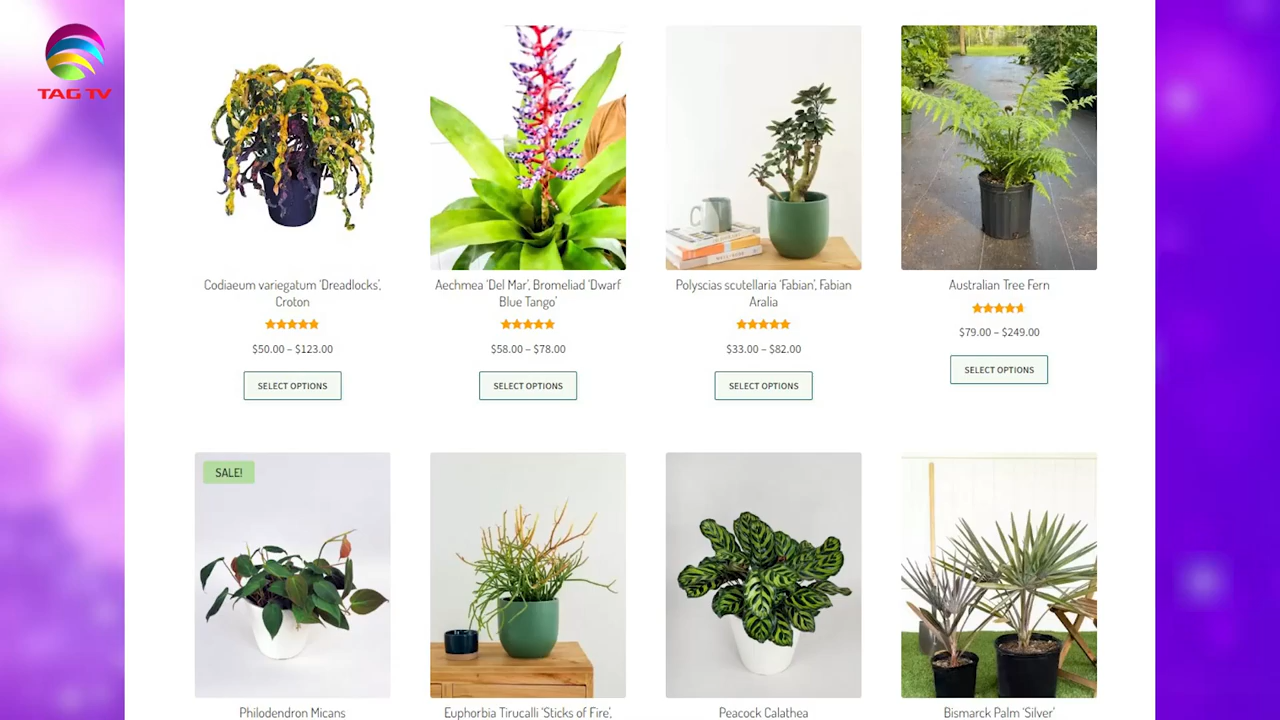 TAG TV
Codiaeum variegatum 'Dreadlocks',
Croton
$50.00 – $123.00
SELECT OPTIONS
Aechmea 'Del Mar', Bromeliad 'Dwarf
Blue Tango'
$58.00 – $78.00
SELECT OPTIONS
Polyscias scutellaria 'Fabian', Fabian
Aralia
$33.00 – $82.00
SELECT OPTIONS
Australian Tree Fern
$79.00 – $249.00
SELECT OPTIONS
SALE!
Philodendron Micans
Euphorbia Tirucalli 'Sticks of Fire',
Peacock Calathea
Bismarck Palm 'Silver'